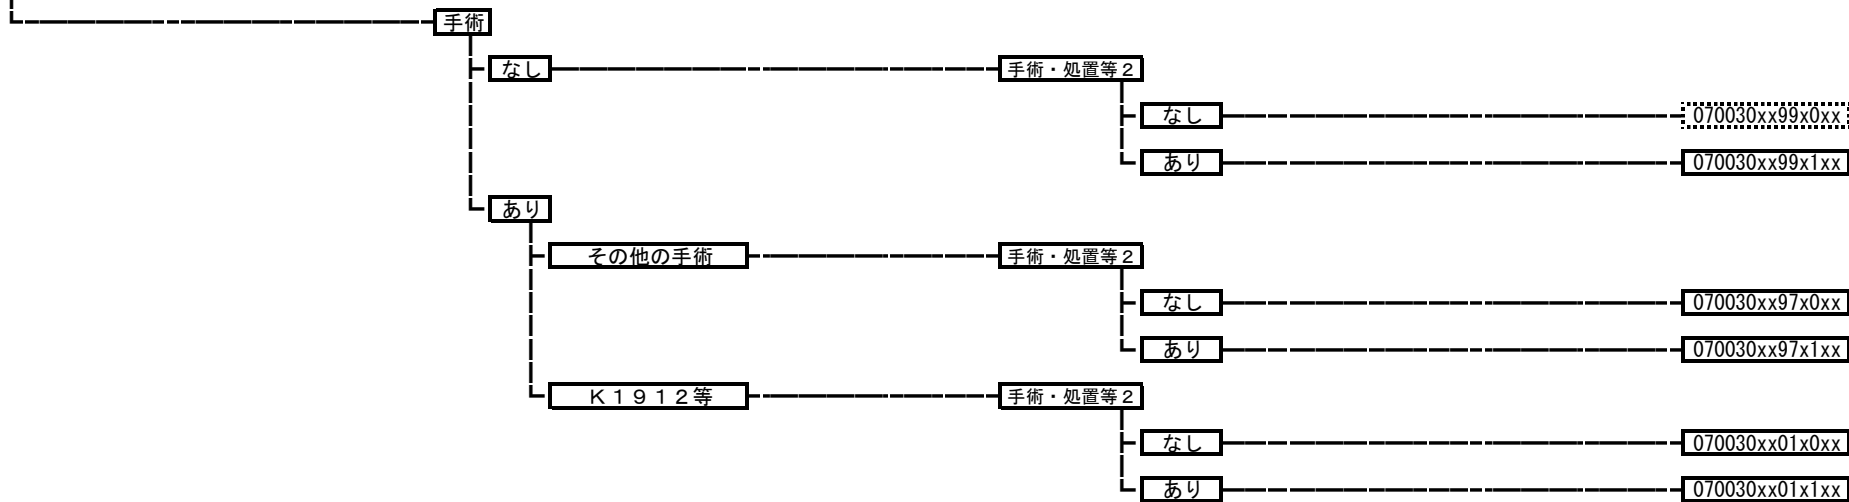 手術
なし 手術・処置等２
なし 070030xx99x0xx
あり 070030xx99x1xx
あり
その他の手術 手術・処置等２
なし 070030xx97x0xx
あり 070030xx97x1xx
Ｋ１９１２等 手術・処置等２
なし 070030xx01x0xx
あり 070030xx01x1xx